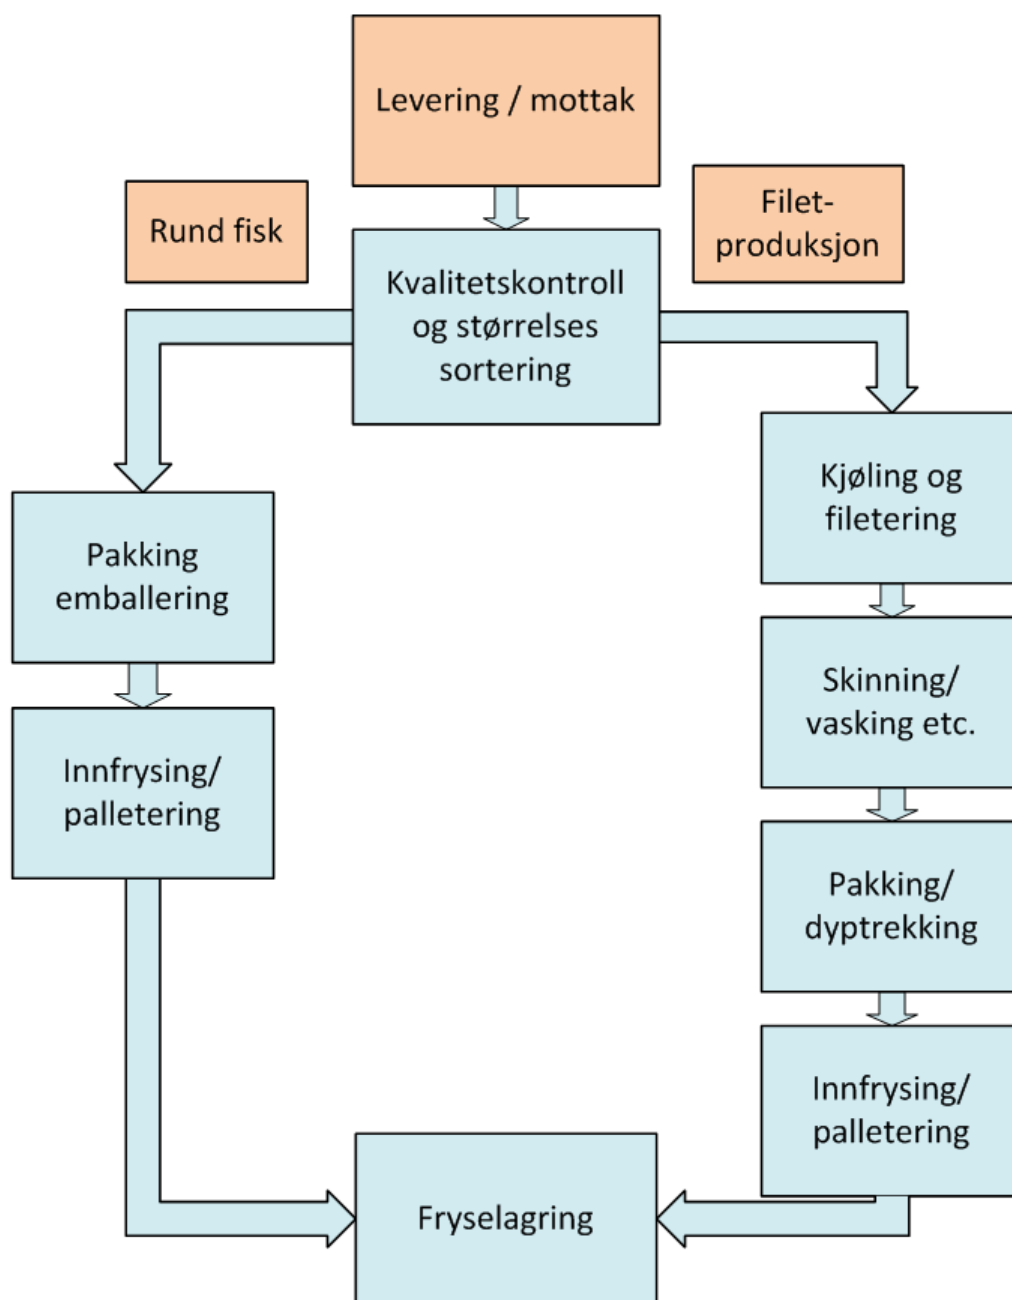 Levering / mottak
Rund fisk
Filet-
produksjon
Kvalitetskontroll
og størrelses
sortering
Pakking
emballering
Innfrysing/
palletering
Kjøling og
filetering
Skinning/
vasking etc.
Pakking/
dyptrekking
Innfrysing/
palletering
Fryselagring